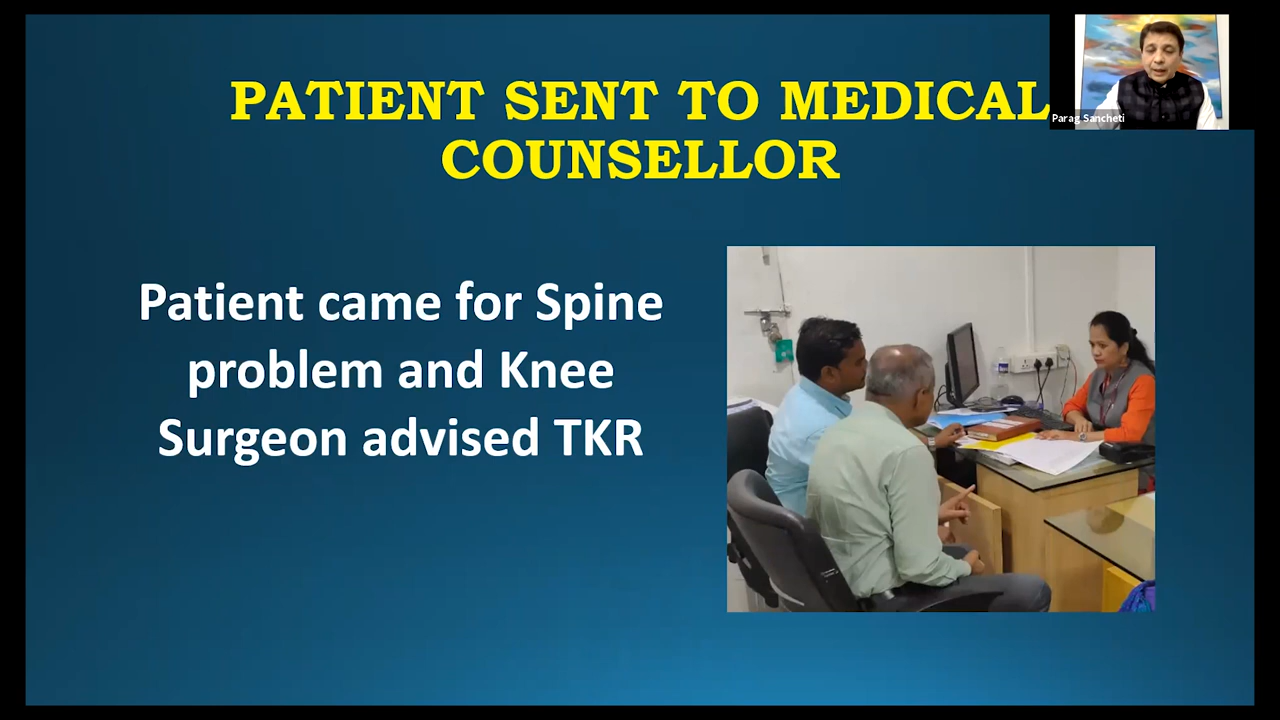 PATIENT SENT TO MEDICAL
COUNSELLOR
Parag Sancheti
Patient came for Spine
problem and Knee
Surgeon advised TKR